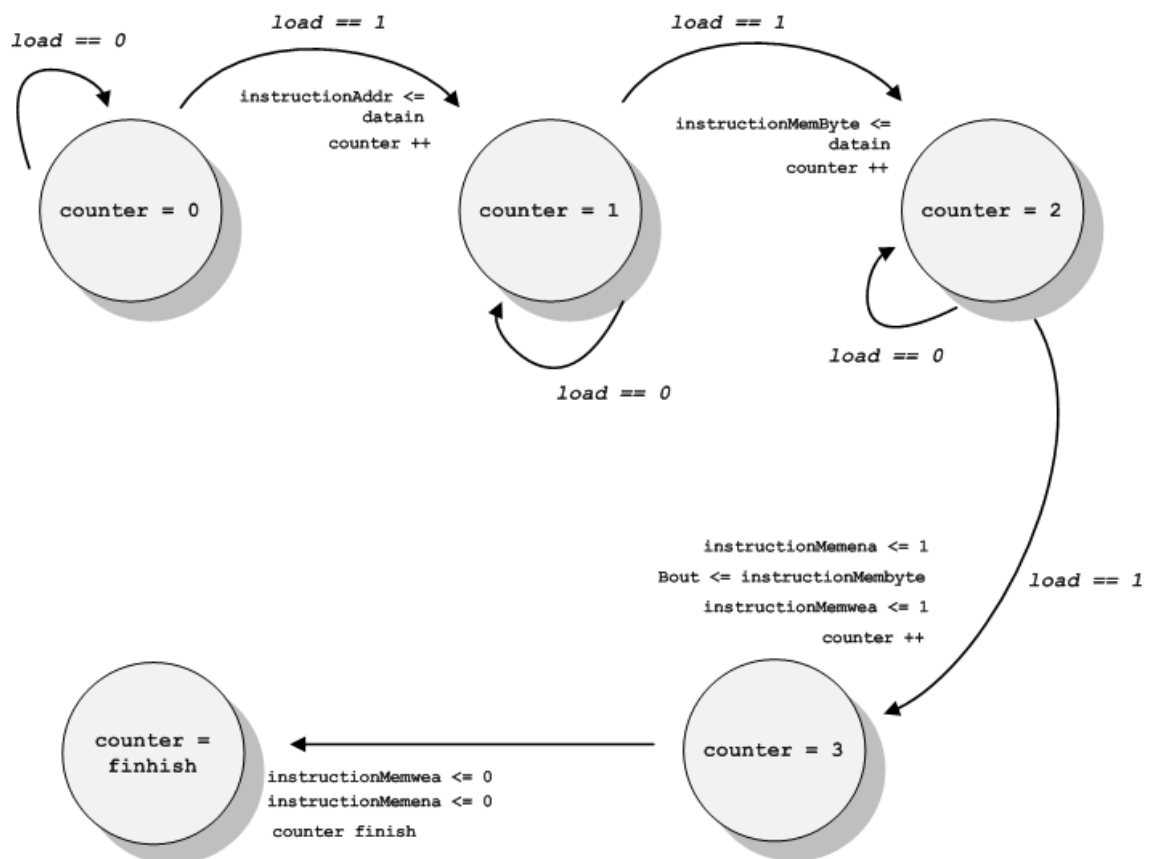 load == 0
load == 1
load == 1
instructionAddr <=
datain
counter ++
instructionMemByte <=
datain
counter ++
counter = 0
counter = 1
counter = 2
load == 0
load == 0
instructionMemena <= 1
Bout <= instructionMembyte
instructionMemwea <= 1
counter ++
load == 1
counter =
finhish
counter = 3
instructionMemwea <= 0
instructionMemena <= 0
counter finish